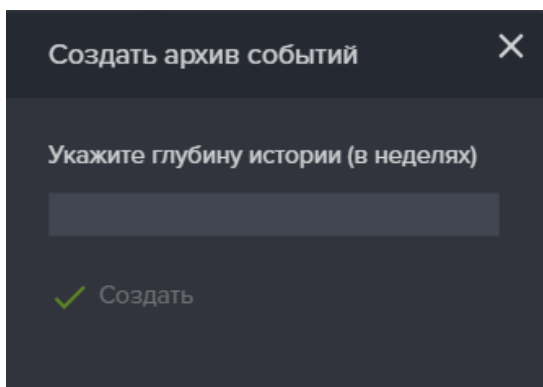 Создать архив событий
Укажите глубину истории (в неделях)
Создать